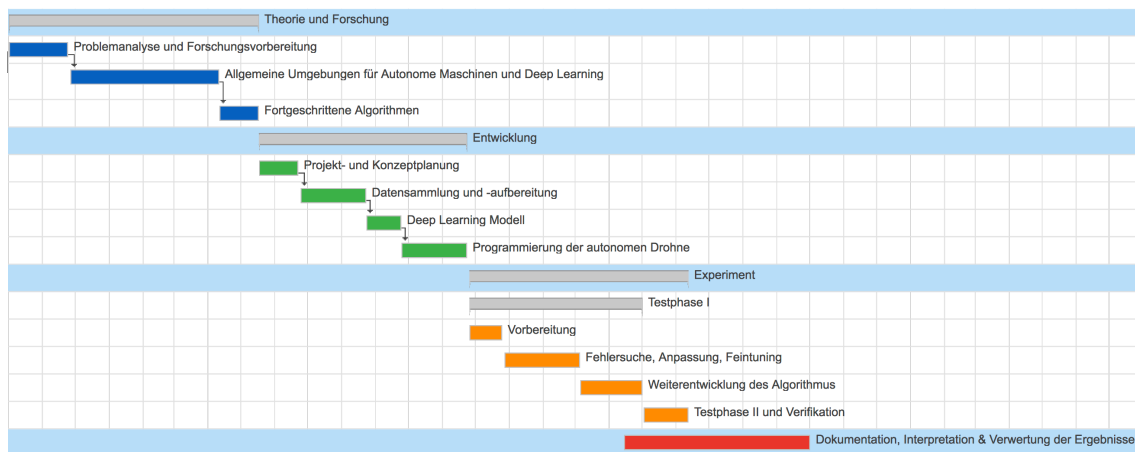 Theorie und Forschung
Problemanalyse und Forschungsvorbereitung
Allgemeine Umgebungen für Autonome Maschinen und Deep Learning
Fortgeschrittene Algorithmen
Entwicklung
Projekt- und Konzeptplanung
Datensammlung und -aufbereitung
Deep Learning Modell
Programmierung der autonomen Drohne
Experiment
Testphase I
Vorbereitung
Fehlersuche, Anpassung, Feintuning
Weiterentwicklung des Algorithmus
Testphase II und Verifikation
Dokumentation, Interpretation & Verwertung der Ergebnisse